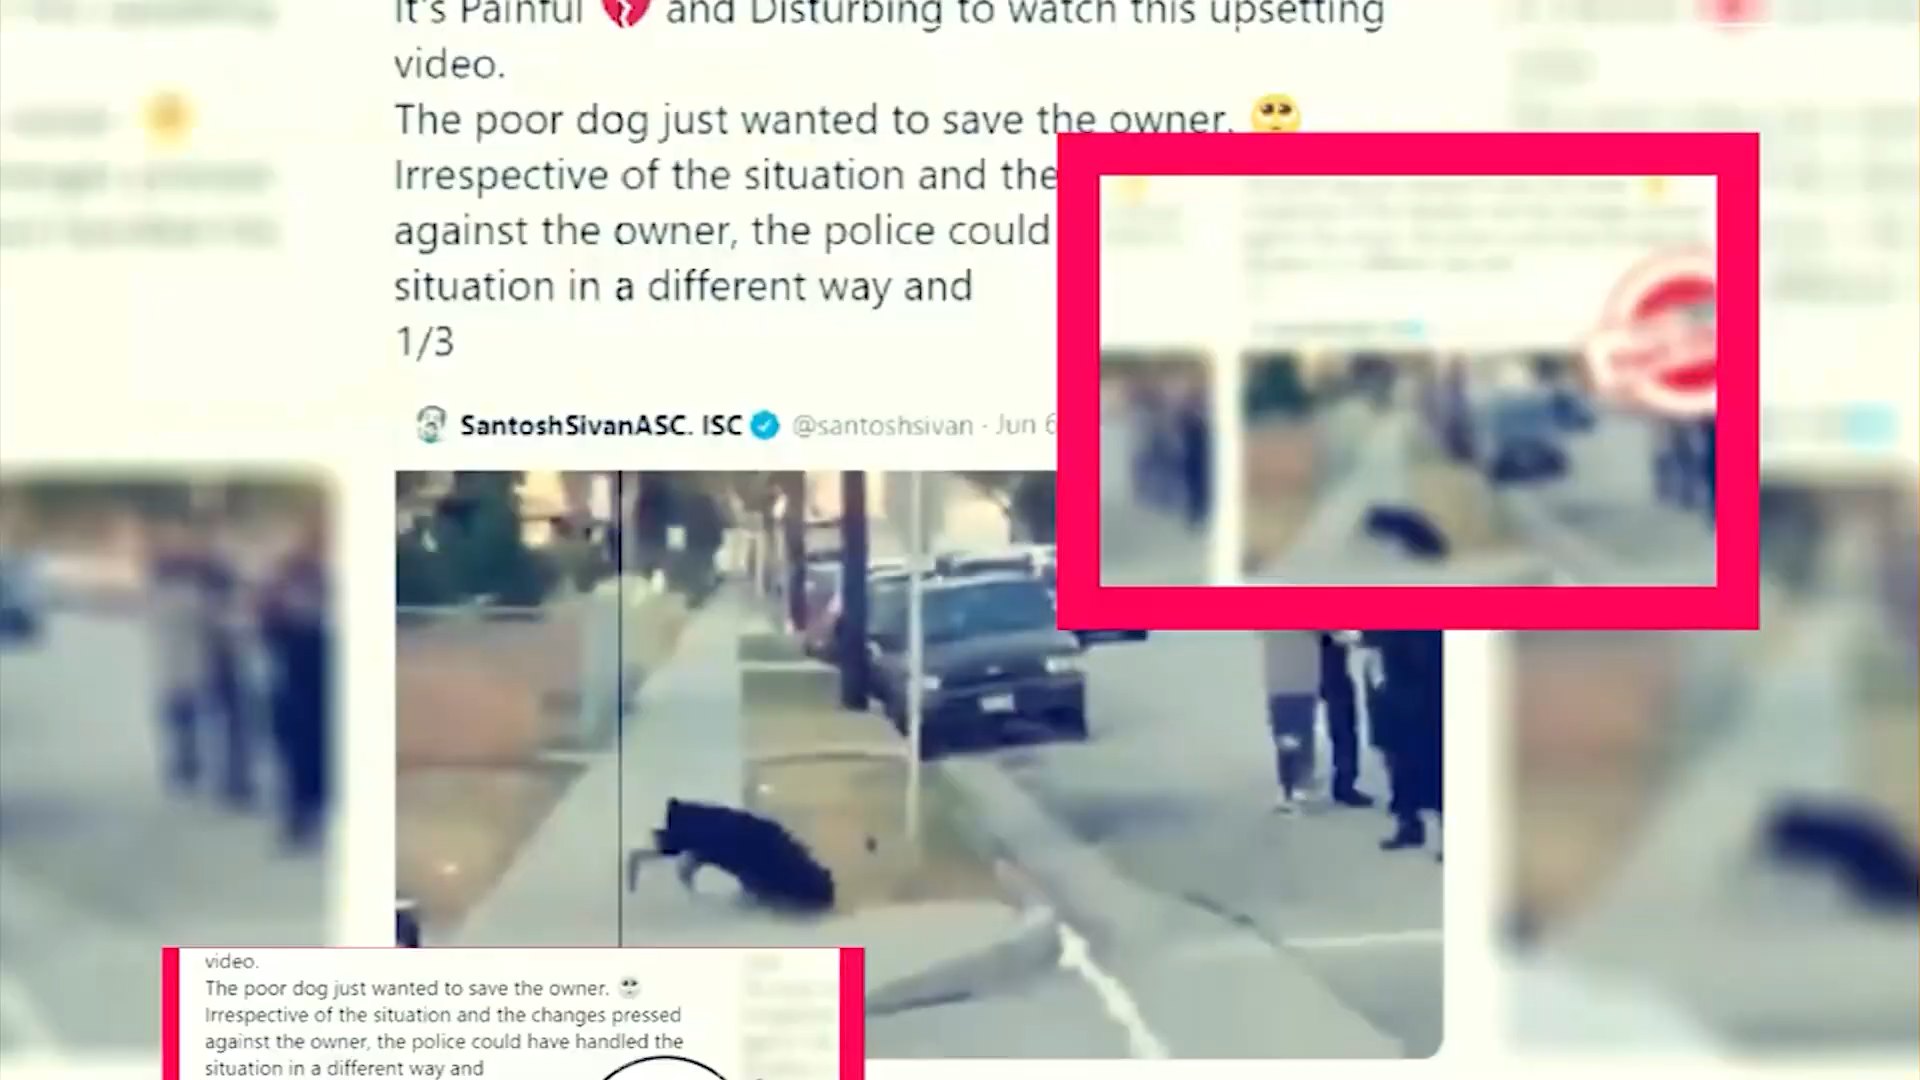 It's Painful 💔 and Disturbing to watch this upsetting
video.
The poor dog just wanted to save the owner. 🥺
Irrespective of the situation and the
against the owner, the police could
situation in a different way and
1/3
SantoshSivanASC. ISC @santoshsivan · Jun 6
video.
The poor dog just wanted to save the owner. 🥺
Irrespective of the situation and the changes pressed
against the owner, the police could have handled the
situation in a different way and